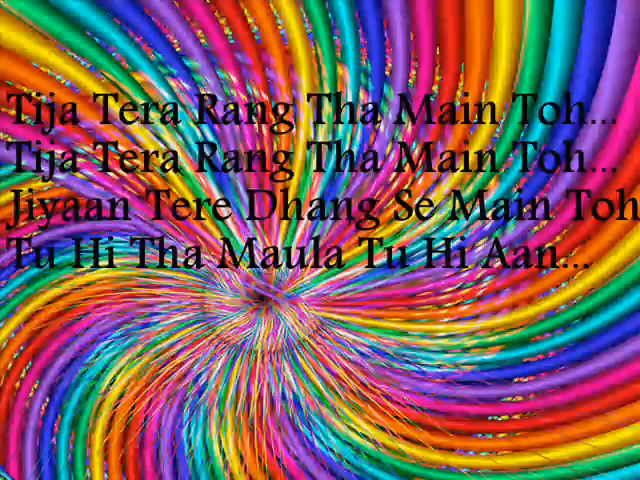 Tija Tera Rang Tha Main Toh...
Tija Tera Rang Tha Main Toh...
Jiyaan Tere Dhang Se Main Toh
Tu Hi Tha Maula Tu Hi Aan...